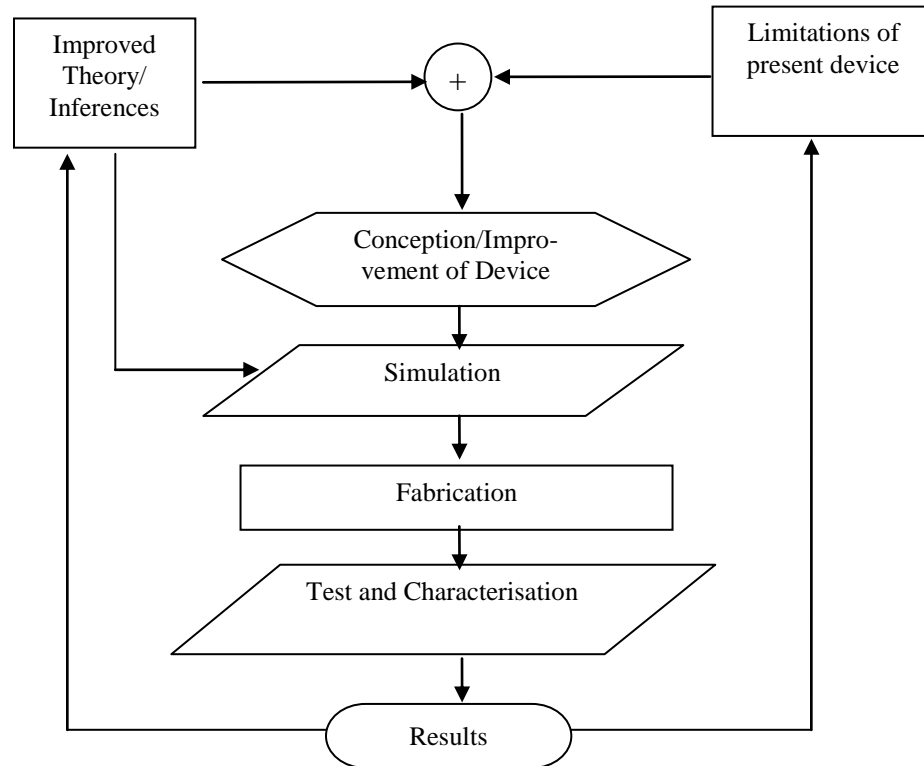 Improved
Theory/
Inferences
+
Limitations of
present device
Conception/Impro-
vement of Device
Simulation
Fabrication
Test and Characterisation
Results